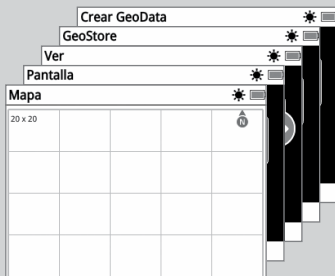 Crear GeoData
GeoStore
Ver
Pantalla
Mapa
20 x 20
N